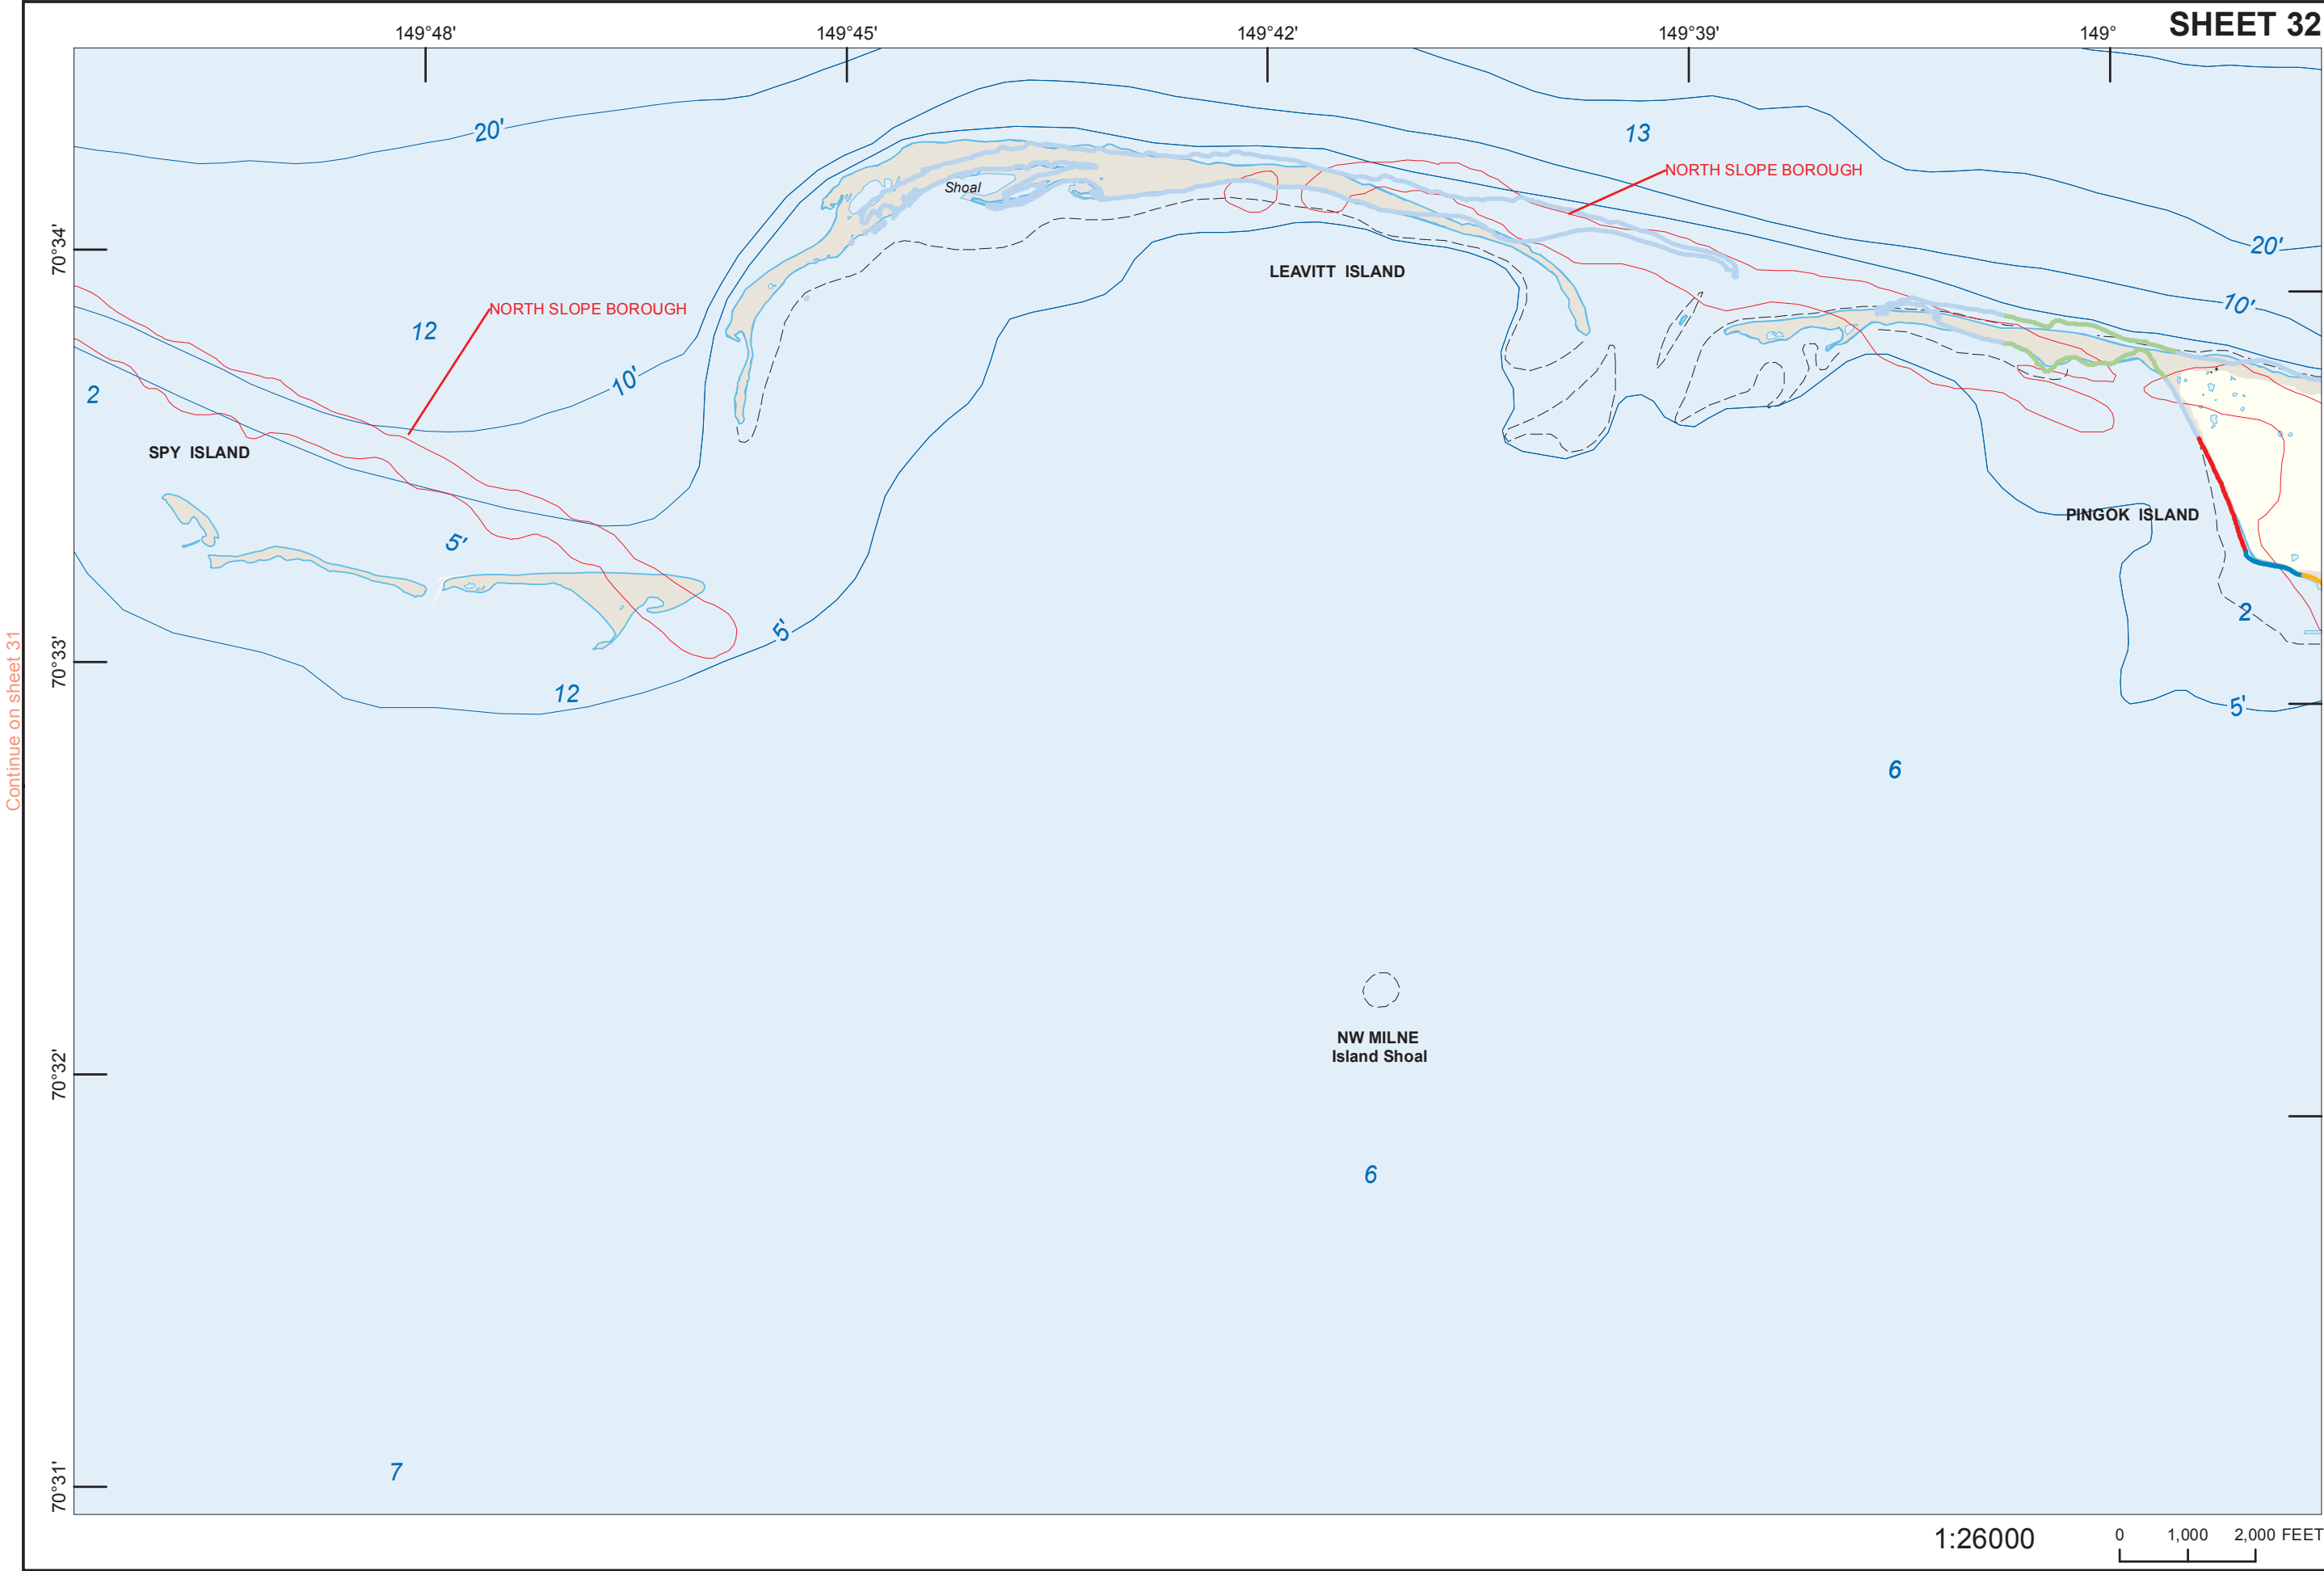 SHEET 32
149°48'
149°45'
149°42'
149°39'
149°
20'
13
NORTH SLOPE BOROUGH
Shoal
70°34'
20'
LEAVITT ISLAND
10'
NORTH SLOPE BOROUGH
12
10'
2
SPY ISLAND
PINGOK ISLAND
5'
2
5'
70°33'
12
5'
Continue on sheet 31
6
NW MILNE
Island Shoal
70°32'
6
7
70°31'
1:26000
0 1,000 2,000 FEET